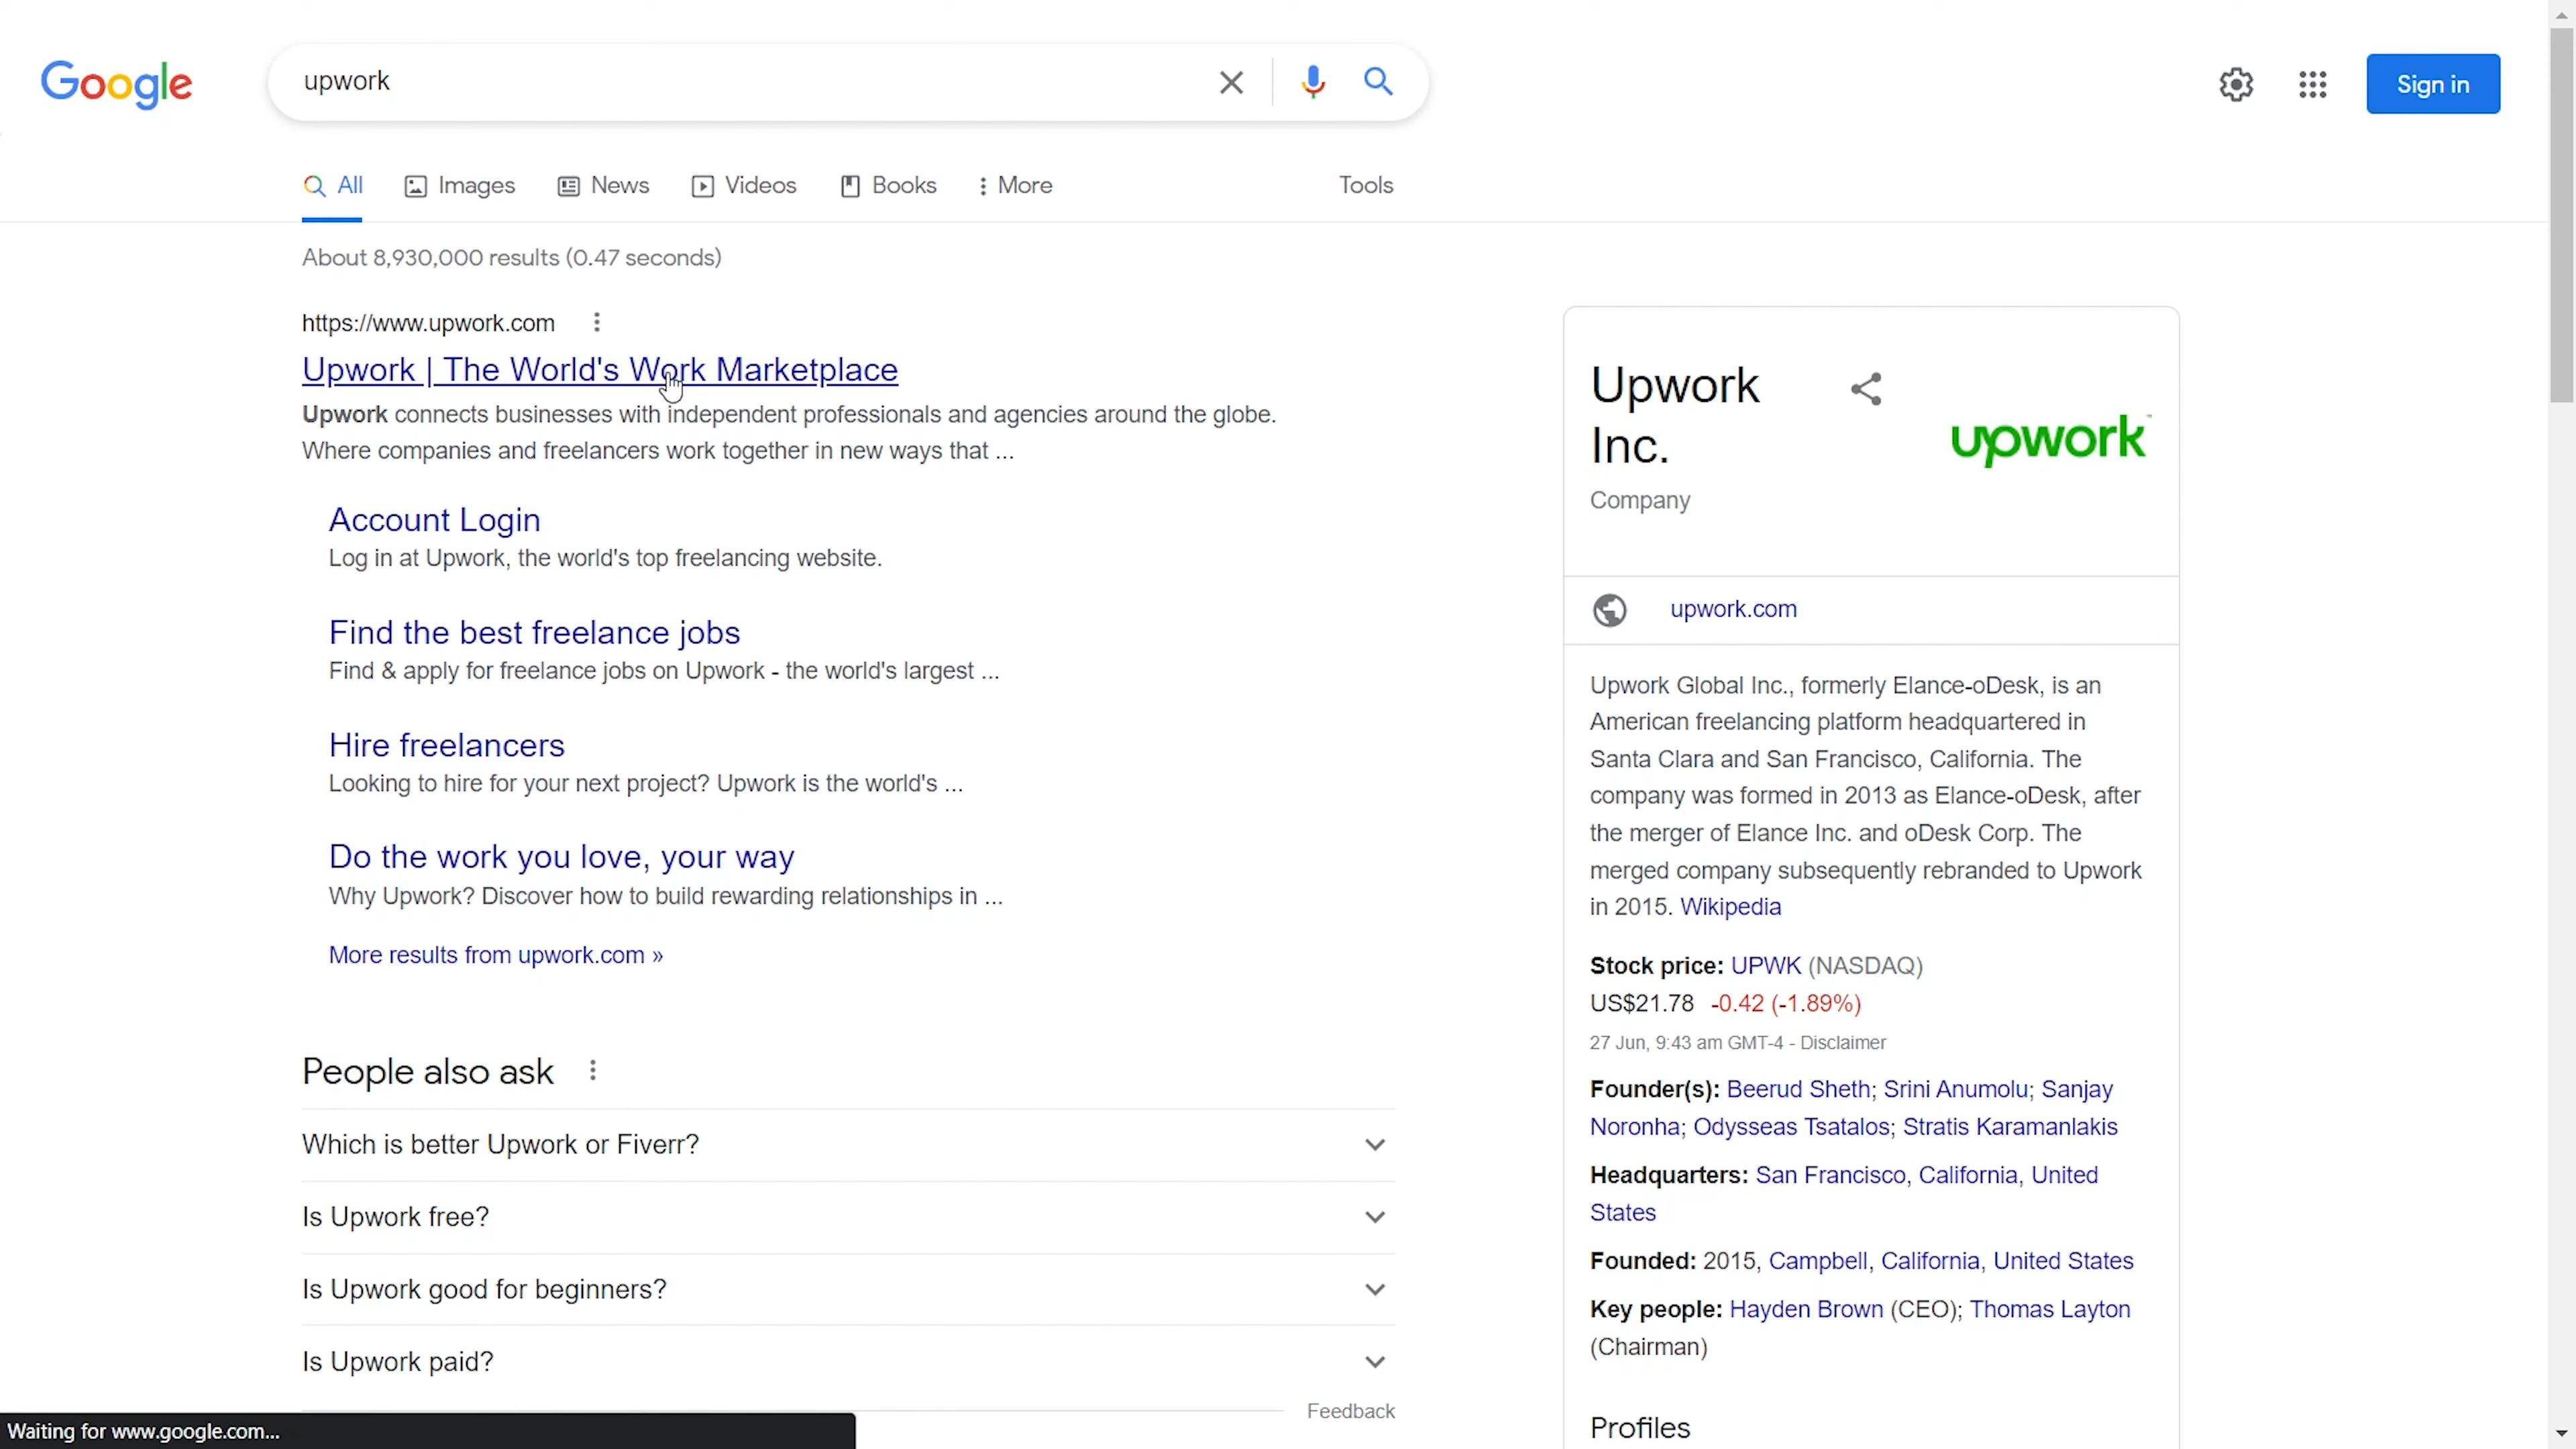 Google
upwork
Sign in
All
Images
News
Videos
Books
More
Tools
About 8,930,000 results (0.47 seconds)
https://www.upwork.com
Upwork | The World's Work Marketplace
Upwork connects businesses with independent professionals and agencies around the globe.
Where companies and freelancers work together in new ways that ...
Account Login
Log in at Upwork, the world's top freelancing website.
Find the best freelance jobs
Find & apply for freelance jobs on Upwork - the world's largest ...
Hire freelancers
Looking to hire for your next project? Upwork is the world's ...
Do the work you love, your way
Why Upwork? Discover how to build rewarding relationships in ...
More results from upwork.com »
People also ask
Which is better Upwork or Fiverr?
Is Upwork free?
Is Upwork good for beginners?
Is Upwork paid?
Feedback
Upwork
Inc.
Company
upwork
upwork.com
Upwork Global Inc., formerly Elance-oDesk, is an
American freelancing platform headquartered in
Santa Clara and San Francisco, California. The
company was formed in 2013 as Elance-oDesk, after
the merger of Elance Inc. and oDesk Corp. The
merged company subsequently rebranded to Upwork
in 2015. Wikipedia
Stock price: UPWK (NASDAQ)
US$21.78 -0.42 (-1.89%)
27 Jun, 9:43 am GMT-4 - Disclaimer
Founder(s): Beerud Sheth; Srini Anumolu; Sanjay
Noronha; Odysseas Tsatalos; Stratis Karamanlakis
Headquarters: San Francisco, California, United
States
Founded: 2015, Campbell, California, United States
Key people: Hayden Brown (CEO); Thomas Layton
(Chairman)
Profiles
Waiting for www.google.com...